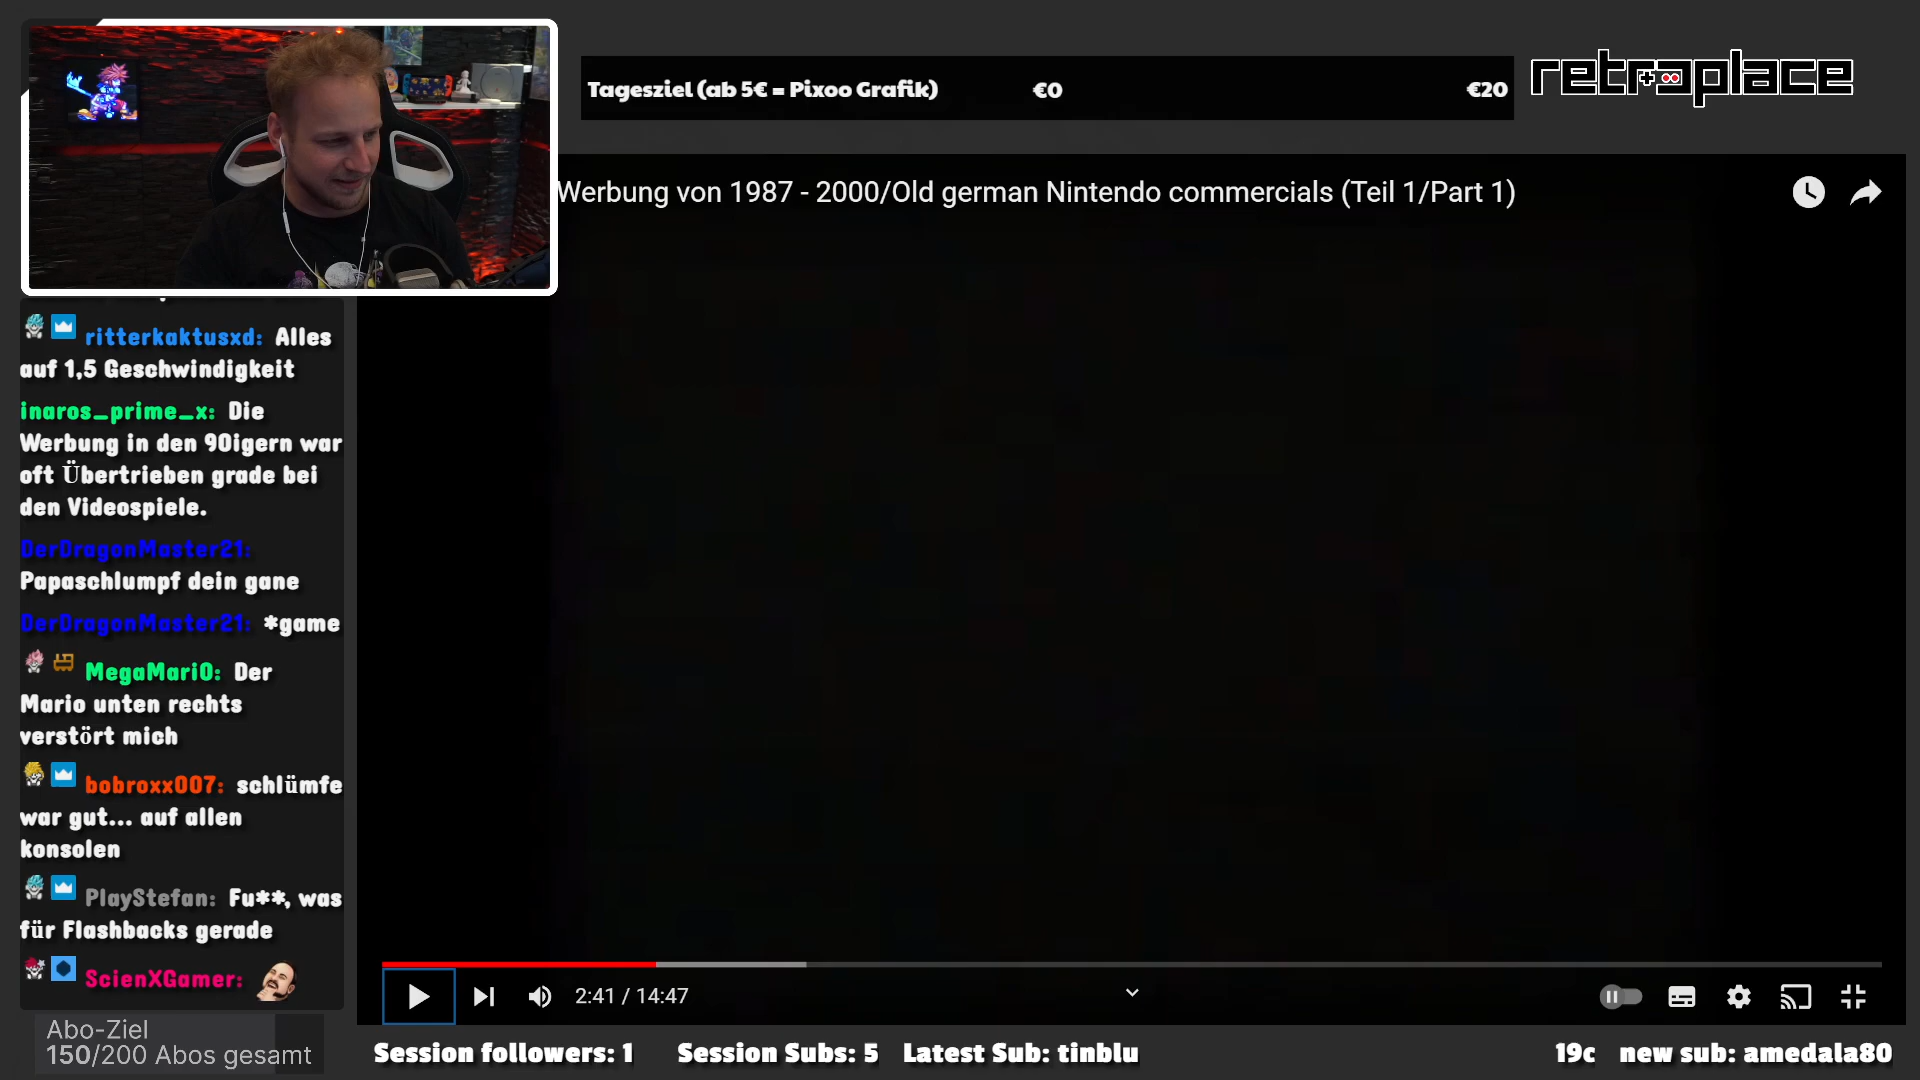 Tagesziel (ab 5€ = Pixoo Grafik) €0 €20
retroplace
Werbung von 1987 - 2000/Old german Nintendo commercials (Teil 1/Part 1)
ritterkaktusxd: Alles
auf 1,5 Geschwindigkeit
inaros_prime_x: Die
Werbung in den 90igern war
oft Übertrieben grade bei
den Videospiele.
DerDragonMaster21:
Papaschlumpf dein gane
DerDragonMaster21: *game
MegaMari0: Der
Mario unten rechts
verstört mich
bobroxx007: schlümfe
war gut... auf allen
konsolen
PlayStefan: Fu**, was
für Flashbacks gerade
ScienXGamer:
2:41 / 14:47
Abo-Ziel
150/200 Abos gesamt
Session followers: 1 Session Subs: 5 Latest Sub: tinblu
19c new sub: amedala80